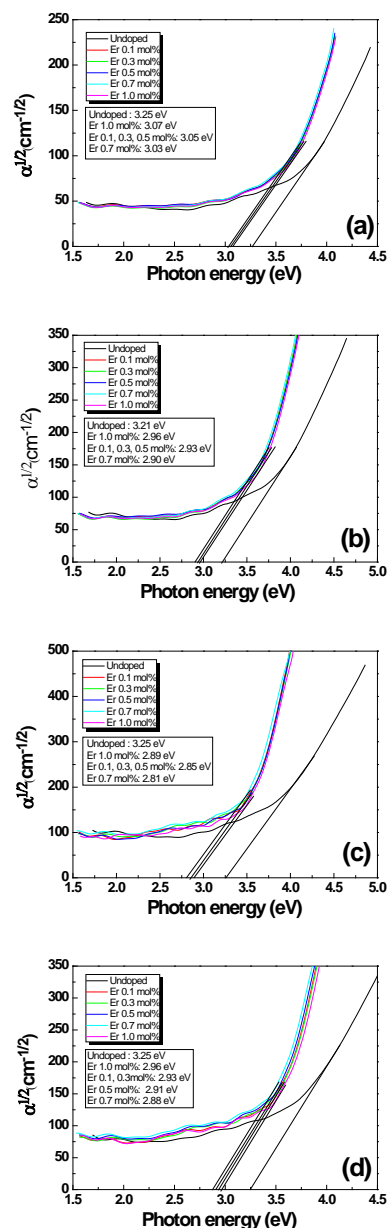 250
200
150
100
50
0
α^1/2(cm^-1/2)
Undoped
Er 0.1 mol%
Er 0.3 mol%
Er 0.5 mol%
Er 0.7 mol%
Er 1.0 mol%
Undoped : 3.25 eV
Er 1.0 mol%: 3.07 eV
Er 0.1, 0.3, 0.5 mol%: 3.05 eV
Er 0.7 mol%: 3.03 eV
(a)
1.5 2.0 2.5 3.0 3.5 4.0 4.5
Photon energy (eV)
350
300
250
200
150
100
50
0
α^1/2(cm^-1/2)
Undoped
Er 0.1 mol%
Er 0.3 mol%
Er 0.5 mol%
Er 0.7 mol%
Er 1.0 mol%
Undoped : 3.21 eV
Er 1.0 mol%: 2.96 eV
Er 0.1, 0.3, 0.5 mol%: 2.93 eV
Er 0.7 mol%: 2.90 eV
(b)
1.5 2.0 2.5 3.0 3.5 4.0 4.5 5.0
Photon energy (eV)
500
400
300
200
100
0
α^1/2(cm^-1/2)
Undoped
Er 0.1 mol%
Er 0.3 mol%
Er 0.5 mol%
Er 0.7 mol%
Er 1.0 mol%
Undoped : 3.25 eV
Er 1.0 mol%: 2.89 eV
Er 0.1, 0.3, 0.5 mol%: 2.85 eV
Er 0.7 mol%: 2.81 eV
(c)
1.5 2.0 2.5 3.0 3.5 4.0 4.5 5.0
Photon energy (eV)
350
300
250
200
150
100
50
0
α^1/2(cm^-1/2)
Undoped
Er 0.1 mol%
Er 0.3 mol%
Er 0.5 mol%
Er 0.7 mol%
Er 1.0 mol%
Undoped : 3.25 eV
Er 1.0 mol%: 2.96 eV
Er 0.1, 0.3mol%: 2.93 eV
Er 0.5 mol%: 2.91 eV
Er 0.7 mol%: 2.88 eV
(d)
1.5 2.0 2.5 3.0 3.5 4.0 4.5
Photon energy (eV)